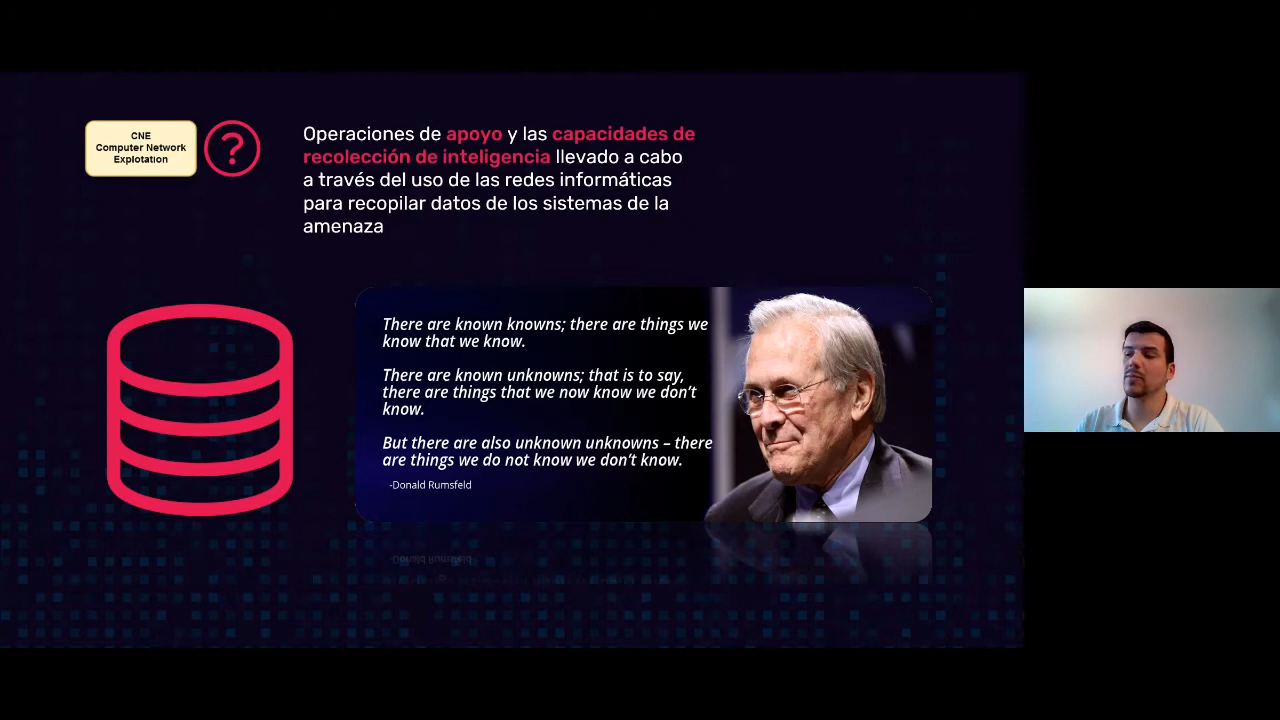 CNE
Computer Network
Explotation
?
Operaciones de apoyo y las capacidades de
recolección de inteligencia llevado a cabo
a través del uso de las redes informáticas
para recopilar datos de los sistemas de la
amenaza
There are known knowns; there are things we
know that we know.
There are known unknowns; that is to say,
there are things that we now know we don't
know.
But there are also unknown unknowns – there
are things we do not know we don't know.
-Donald Rumsfeld
-Donald Rumsfeld